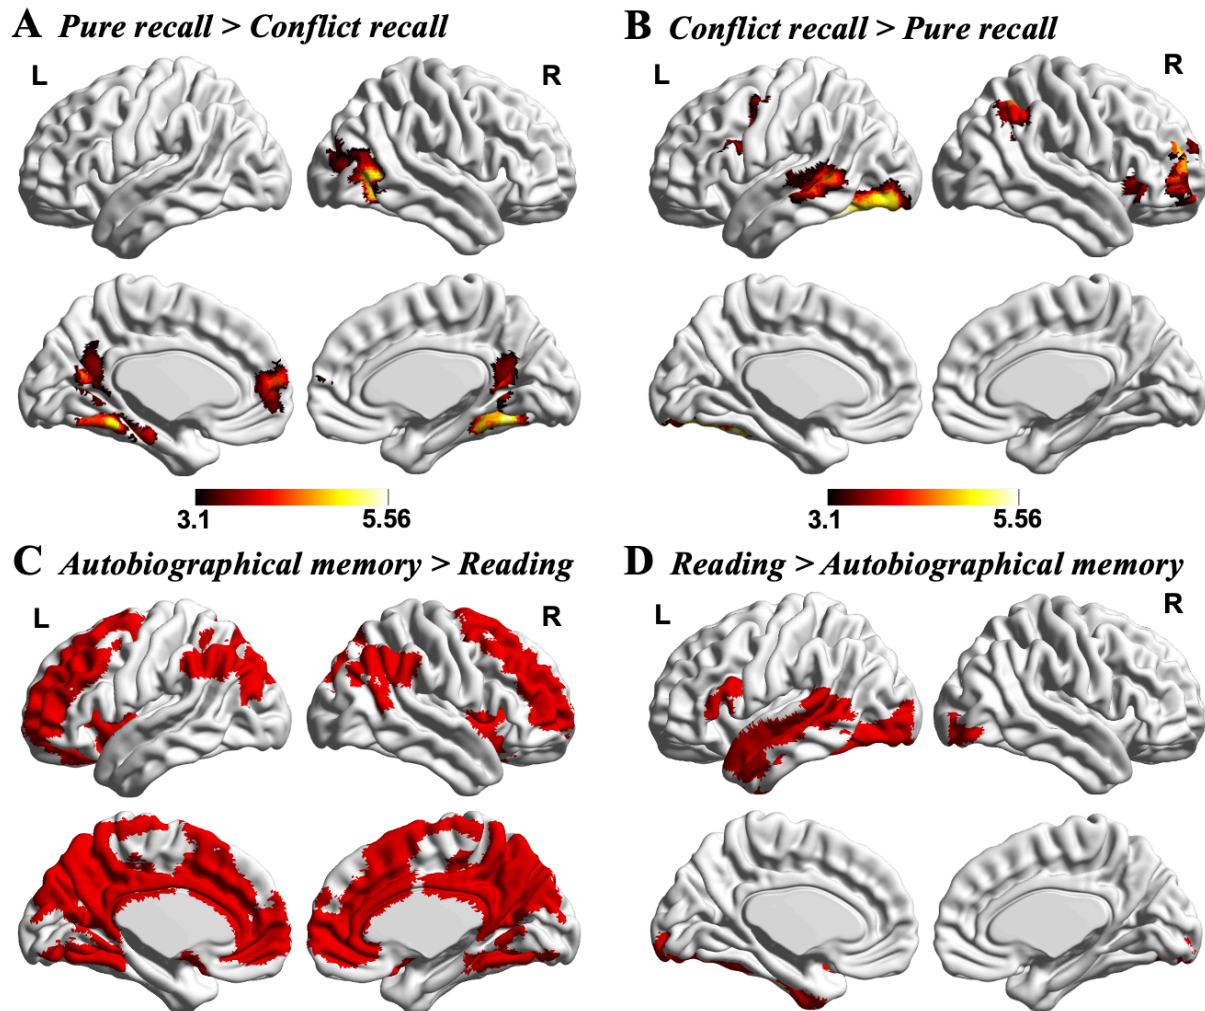 A Pure recall > Conflict recall
L R
3.1 5.56
B Conflict recall > Pure recall
L R
3.1 5.56
C Autobiographical memory > Reading
L R
D Reading > Autobiographical memory
L R